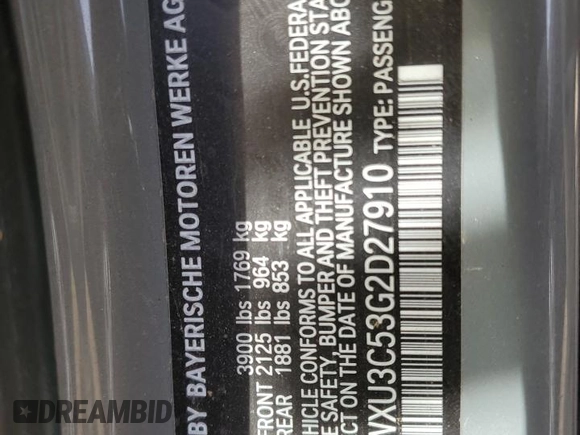 BY BAYERISCHE MOTOREN WERKE AG
3900 lbs 1769 kg
FRONT 2125 lbs 964 kg
REAR 1881 lbs 853 kg
HICLE CONFORMS TO ALL APPLICABLE U.S.FEDERA
E SAFETY, BUMPER AND THEFT PREVENTION STA
CT ON THE DATE OF MANUFACTURE SHOWN ABO
VXU3C53G2D27910 TYPE: PASSENG
DREAMBID